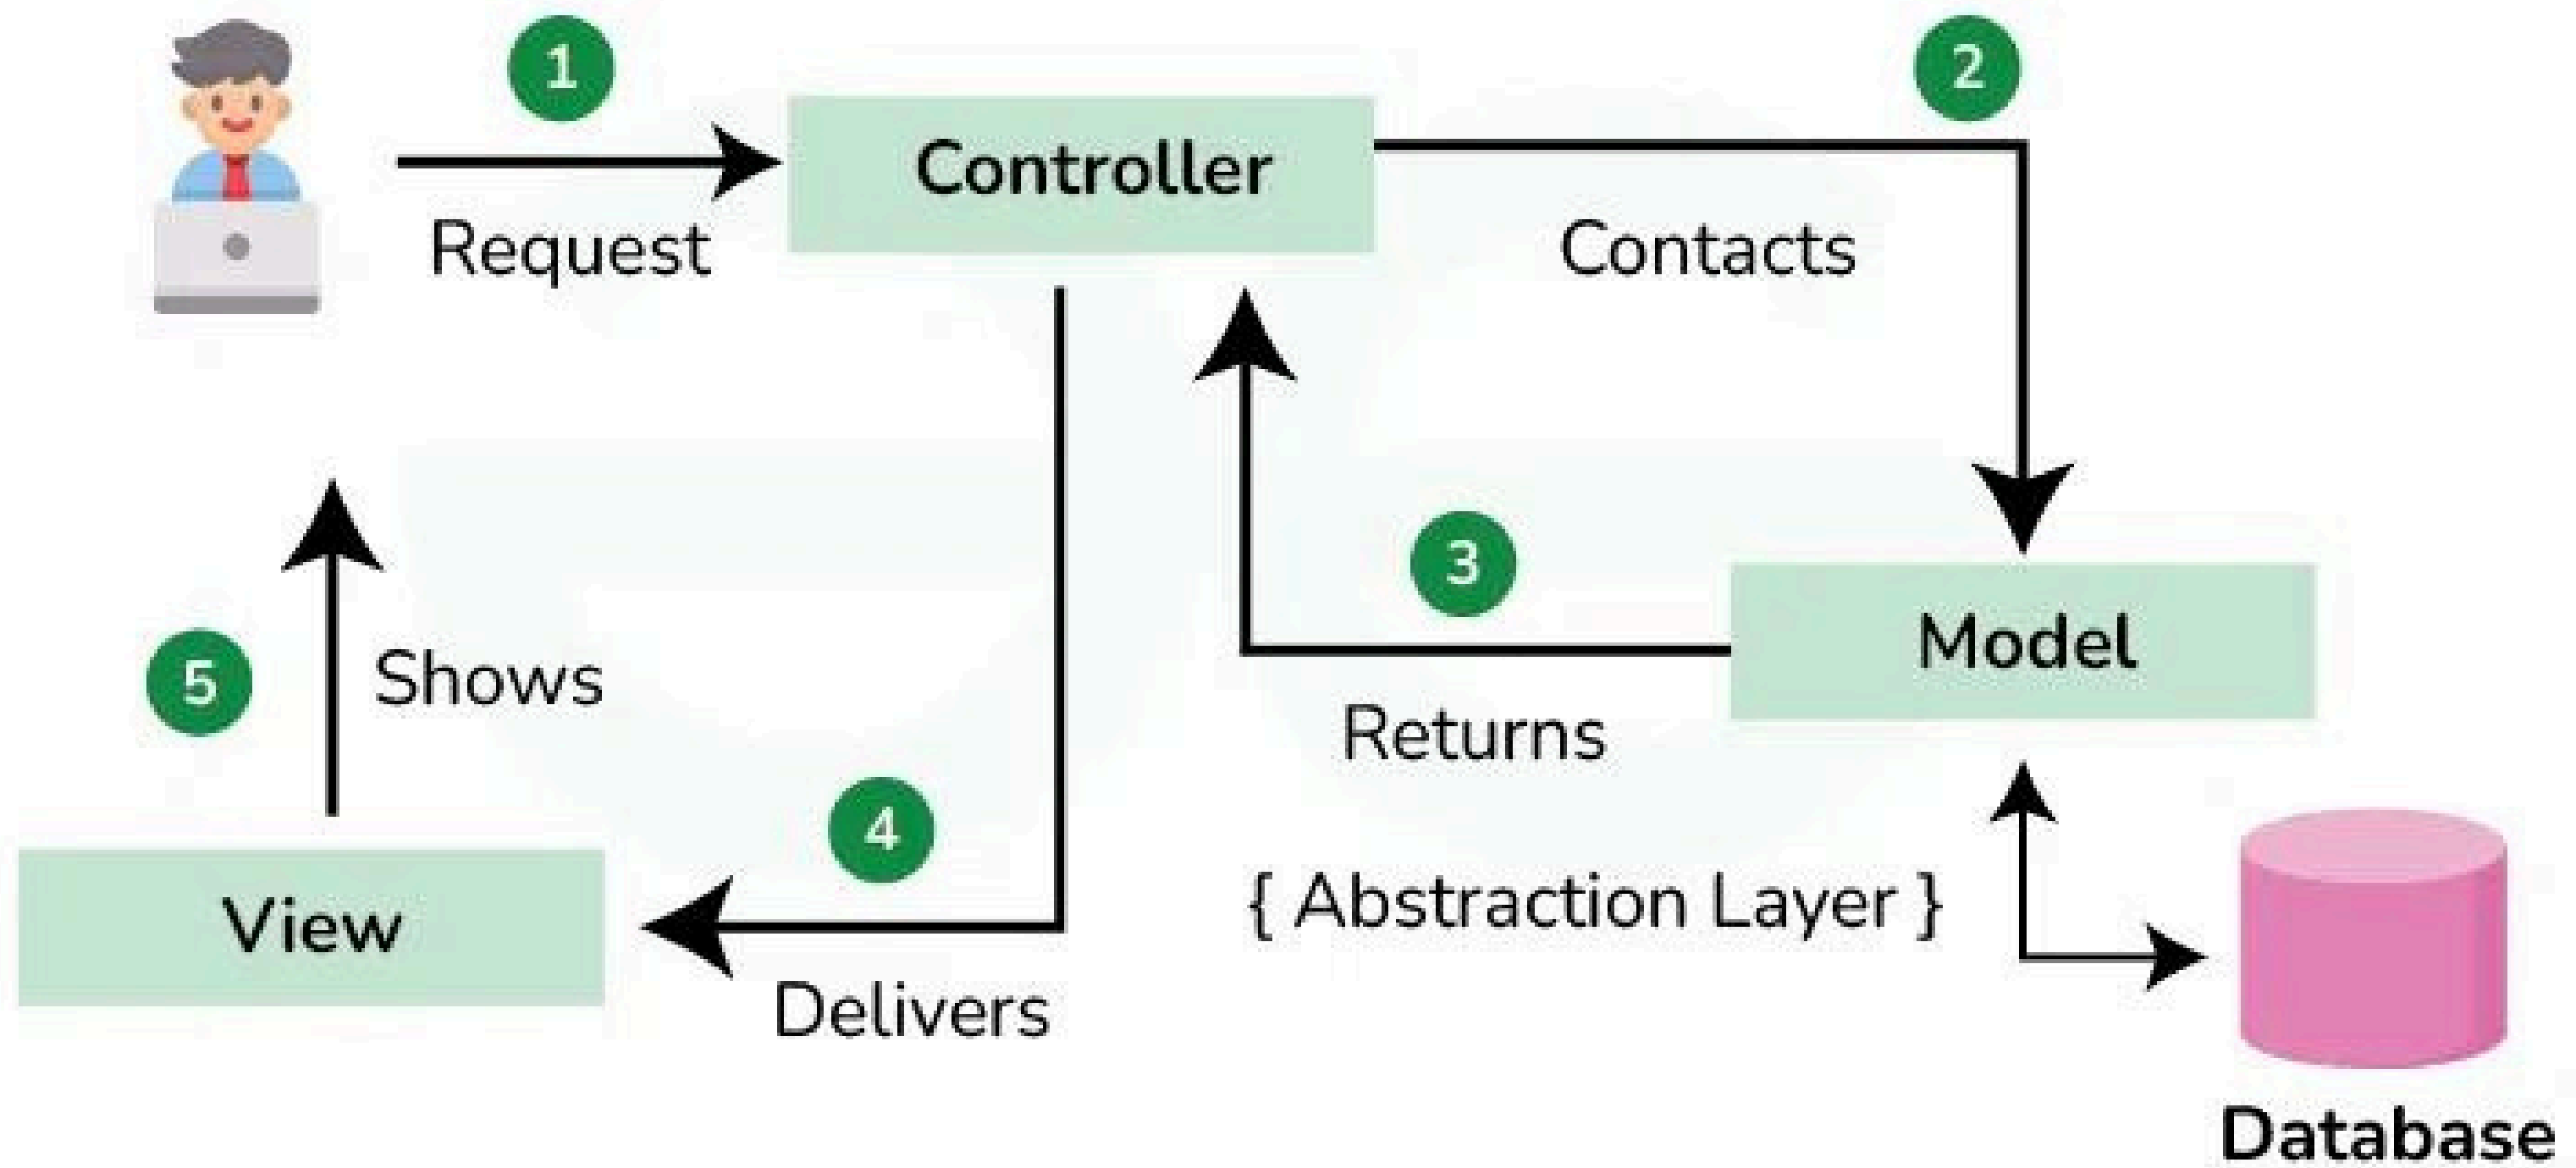 1
2
Controller
Request
Contacts
3
5
Shows
Model
Returns
4
{ Abstraction Layer }
View
Delivers
Database